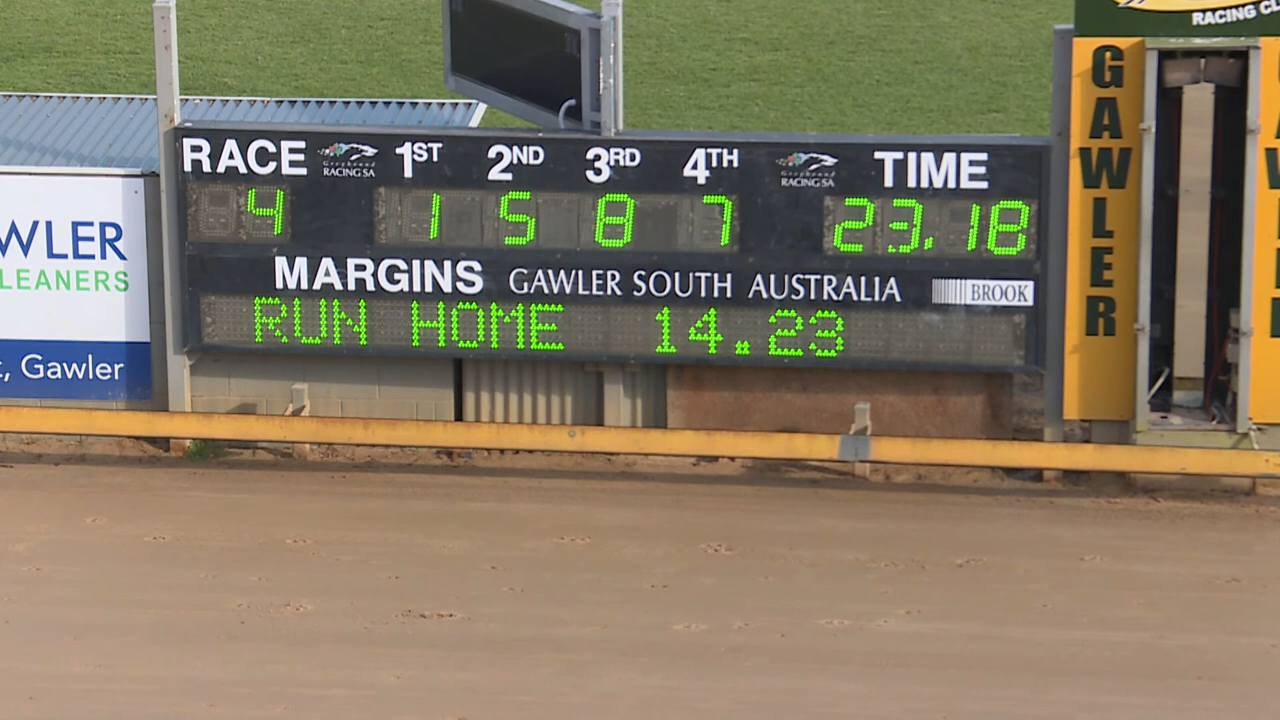 RACING CL
RACE Greyhound RACING SA 1ST 2ND 3RD 4TH Greyhound RACING SA TIME
4 1 5 8 7 23.18
MARGINS GAWLER SOUTH AUSTRALIA BROOK
RUN HOME 14.23
WLER
LEANERS
, Gawler
GAWLER